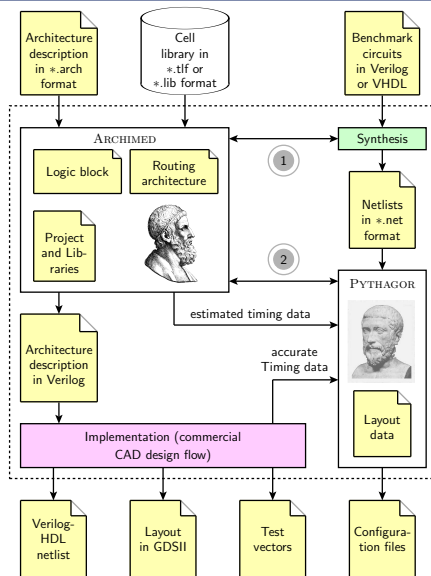 Architecture
description
in *.arch
format
Cell
library in
*.tlf or
*.lib format
Benchmark
circuits
in Verilog
or VHDL
ARCHIMED
Logic block
Routing
architecture
Project
and Lib-
raries
1
Synthesis
Netlists
in *.net
format
2
PYTHAGOR
estimated timing data
Architecture
description
in Verilog
accurate
Timing data
Layout
data
Implementation (commercial
CAD design flow)
Verilog-
HDL
netlist
Layout
in GDSII
Test
vectors
Configura-
tion files